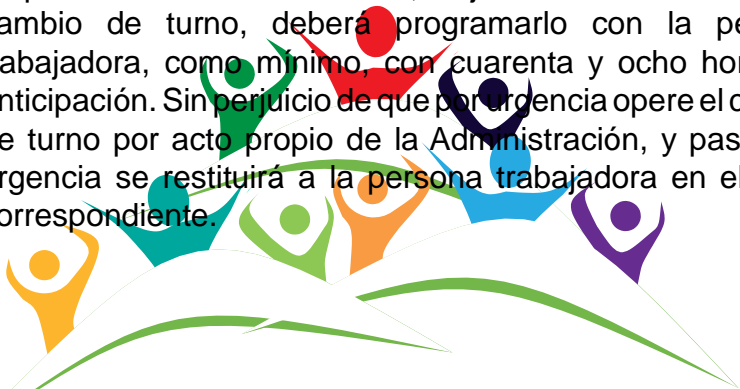 ambio de turno, deberá programarlo con la pe
abajadora, como mínimo, con cuarenta y ocho hor
nticipación. Sin perjuicio de que por urgencia opere el c
e turno por acto propio de la Administración, y pas
rgencia se restituirá a la persona trabajadora en el
orrespondiente.